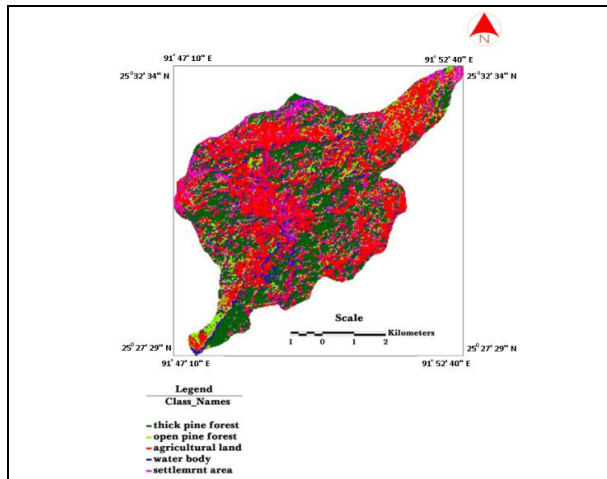 N
91° 47' 10" E
91° 52' 40" E
25° 32' 34" N
25° 32' 34" N
Scale
Kilometers
1 0 1 2
25° 27' 29" N
25° 27' 29" N
91° 47' 10" E
91° 52' 40" E
Legend
Class_Names
thick pine forest
open pine forest
agricultural land
water body
settlemrnt area